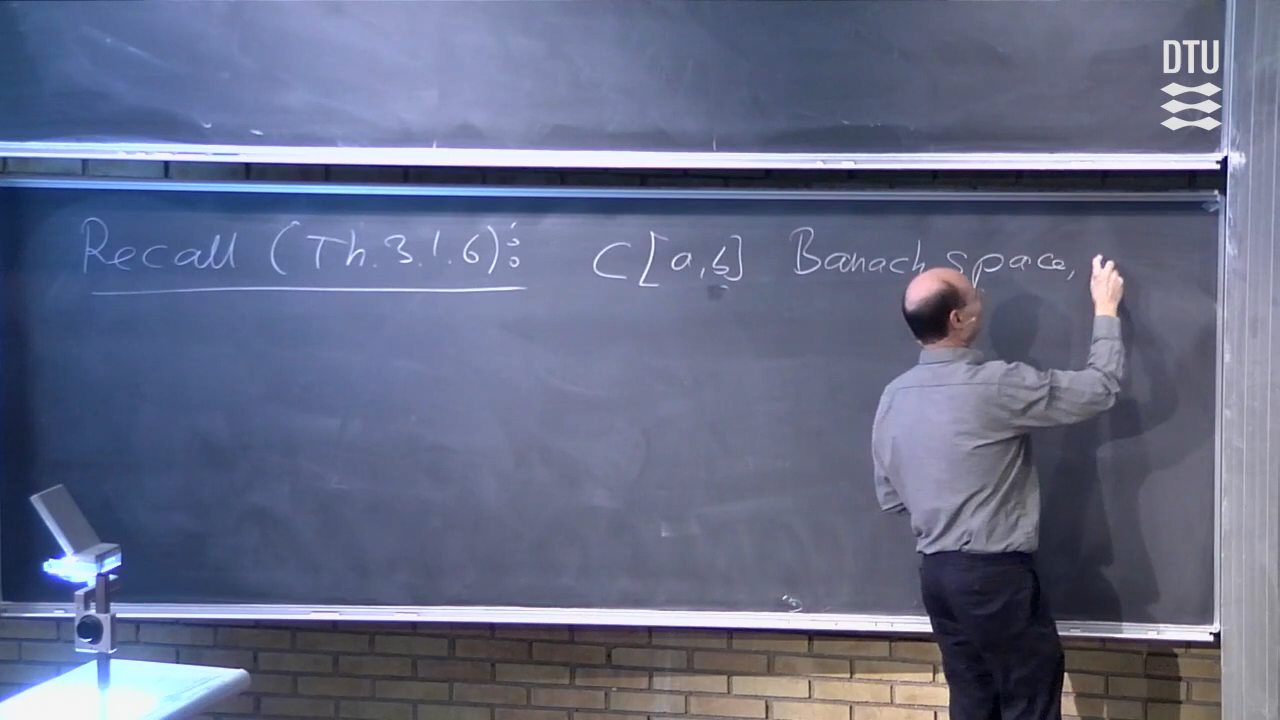 DTU
Recall (Th. 3.1.6): C[a,b] Banach space,